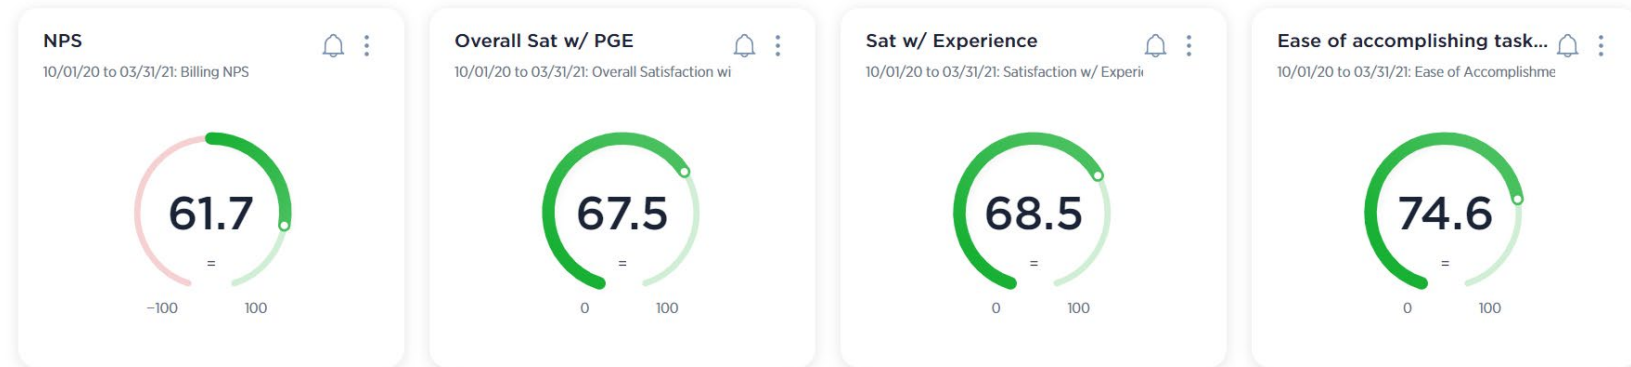 NPS
10/01/20 to 03/31/21: Billing NPS
61.7
=
−100 100
Overall Sat w/ PGE
10/01/20 to 03/31/21: Overall Satisfaction wi
67.5
=
0 100
Sat w/ Experience
10/01/20 to 03/31/21: Satisfaction w/ Experi
68.5
=
0 100
Ease of accomplishing task...
10/01/20 to 03/31/21: Ease of Accomplishme
74.6
=
0 100